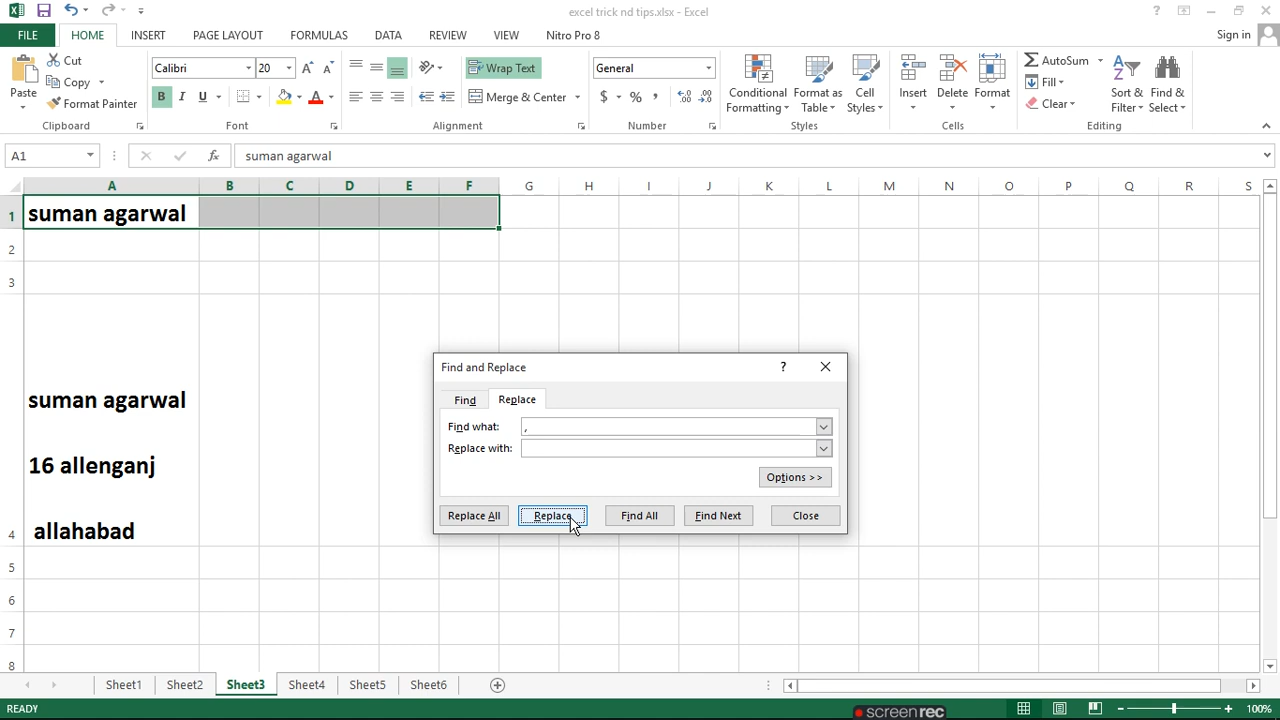 excel trick nd tips.xlsx - Excel
FILE HOME INSERT PAGE LAYOUT FORMULAS DATA REVIEW VIEW Nitro Pro 8 Sign in
Paste Cut Copy Format Painter Clipboard
Calibri 20 B I U A Font
Wrap Text Merge & Center Alignment
General $ % , Number
Conditional Formatting Format as Table Cell Styles Styles
Insert Delete Format Cells
AutoSum Fill Clear Sort & Filter Find & Select Editing
A1 fx suman agarwal
A B C D E F G H I J K L M N O P Q R S
1 suman agarwal
2
3
suman agarwal
16 allenganj
4 allahabad
5
6
7
8
Find and Replace ?
Find Replace
Find what: ,
Replace with:
Options >>
Replace All Replace Find All Find Next Close
Sheet1 Sheet2 Sheet3 Sheet4 Sheet5 Sheet6
READY screenrec 100%